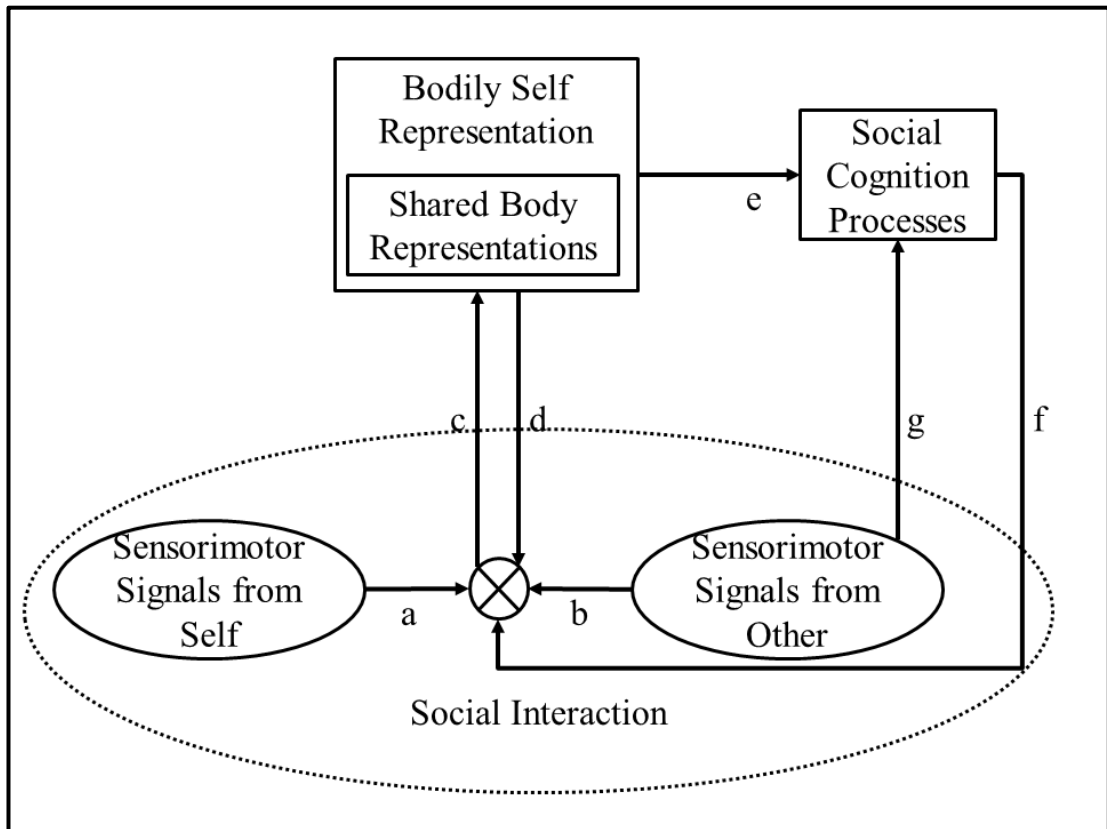 Bodily Self
Representation
Shared Body
Representations
Social
Cognition
Processes
e
c
d
g
f
Sensorimotor
Signals from
Self
a
b
Sensorimotor
Signals from
Other
Social Interaction